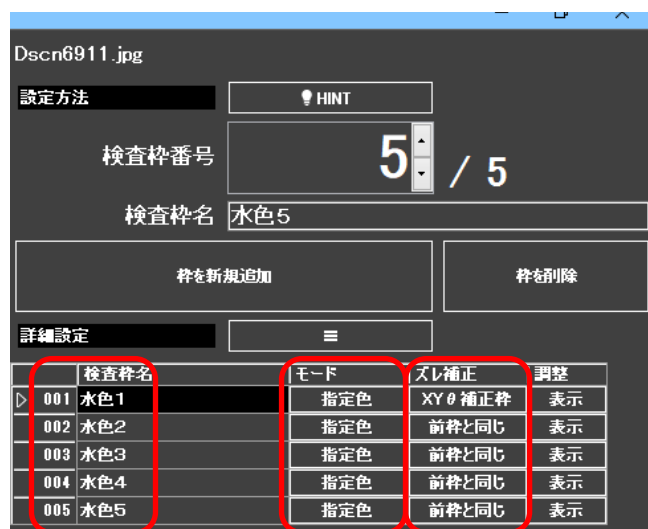 Dscn6911.jpg
設定方法 HINT
検査枠番号 5 / 5
検査枠名 水色5
枠を新規追加 枠を削除
詳細設定
検査枠名 モード ズレ補正 調整
001 水色1 指定色 XYθ補正枠 表示
002 水色2 指定色 前枠と同じ 表示
003 水色3 指定色 前枠と同じ 表示
004 水色4 指定色 前枠と同じ 表示
005 水色5 指定色 前枠と同じ 表示